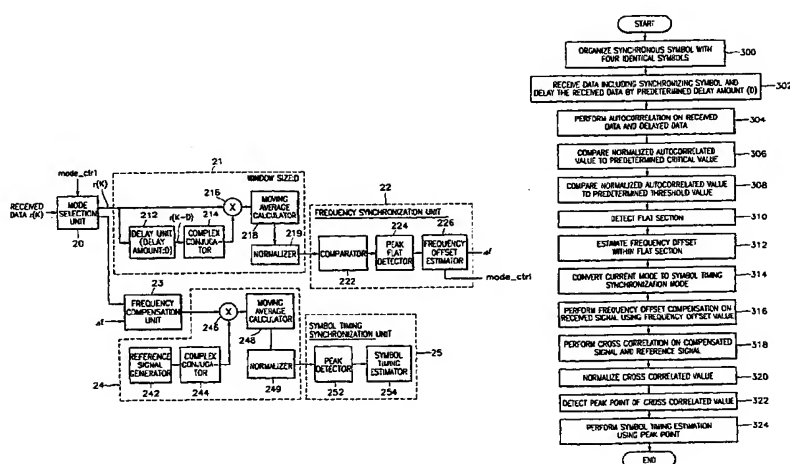 mode_ctrl
RECEIVED
DATA r(K)
MODE
SELECTION
UNIT
20
r(K)
21
WINDOW SIZE:D
212
DELAY UNIT
(DELAY
AMOUNT:D)
r(K-D)
214
COMPLEX
CONJUGA-
TOR
216
X
MOVING
AVERAGE
CALCULATOR
218
219
NORMALIZER
22
FREQUENCY SYNCHRONIZATION UNIT
COMPARATOR
222
224
PEAK
FLAT
DETECTOR
226
FREQUENCY
OFFSET
ESTIMATOR
mode_ctrl
23
FREQUENCY
COMPENSATION
UNIT
24
REFERENCE
SIGNAL
GENERATOR
242
COMPLEX
CONJUGA-
TOR
244
246
X
MOVING
AVERAGE
CALCULATOR
248
NORMALIZER
249
SYMBOL TIMING
SYNCHRONIZATION UNIT
25
PEAK
DETECTOR
252
SYMBOL
TIMING
ESTIMATOR
254
START
ORGANIZE SYNCHRONOUS SYMBOL WITH
FOUR IDENTICAL SYMBOLS
300
RECEIVE DATA INCLUDING SYNCHRONIZING SYMBOL AND
DELAY THE RECEIVED DATA BY PREDETERMINED DELAY AMOUNT (D)
302
PERFORM AUTOCORRELATION ON RECEIVED
DATA AND DELAYED DATA
304
COMPARE NORMALIZED AUTOCORRELATED
VALUE TO PREDETERMINED CRITICAL VALUE
306
COMPARE NORMALIZED AUTOCORRELATED VALUE
TO PREDETERMINED THRESHOLD VALUE
308
DETECT FLAT SECTION
310
ESTIMATE FREQUENCY OFFSET
WITHIN FLAT SECTION
312
CONVERT CURRENT MODE TO SYMBOL TIMING
SYNCHRONIZATION MODE
314
PERFORM FREQUENCY OFFSET COMPENSATION ON
RECEIVED SIGNAL USING FREQUENCY OFFSET VALUE
316
PERFORM CROSS CORRELATION ON COMPENSATED
SIGNAL AND REFERENCE SIGNAL
318
NORMALIZE CROSS CORRELATED VALUE
320
DETECT PEAK POINT OF CROSS CORRELATED VALUE
322
PERFORM SYMBOL TIMING ESTIMATION
USING PEAK POINT
324
END